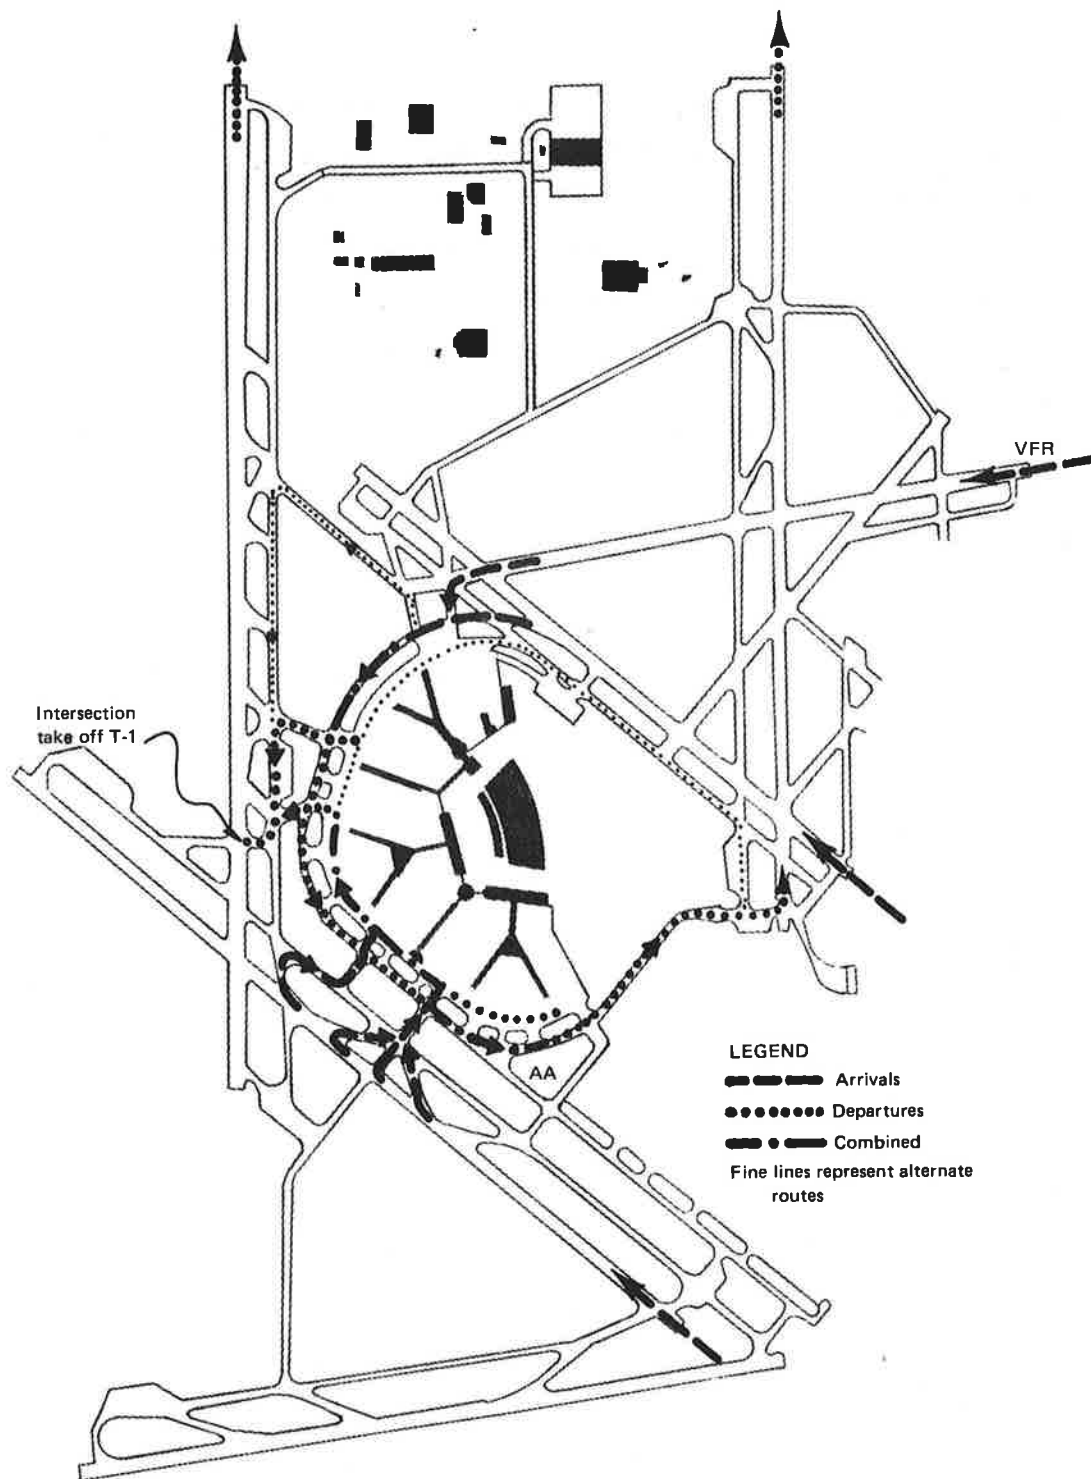 VFR
Intersection
take off T-1
AA
LEGEND
Arrivals
Departures
Combined
Fine lines represent alternate
routes